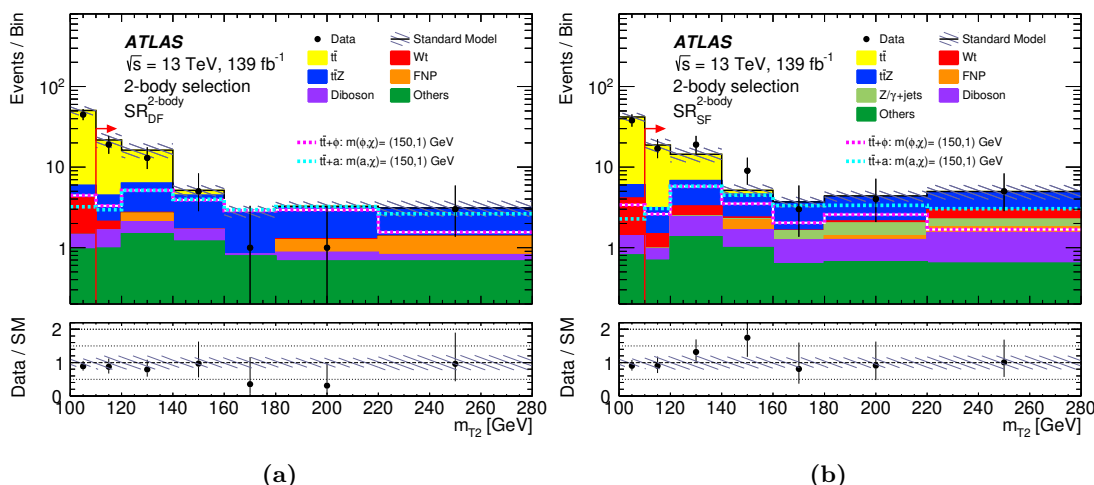 Events / Bin
10²
10
1
ATLAS
√s = 13 TeV, 139 fb⁻¹
2-body selection
SR 2-body DF
Data
Standard Model
tt̄
Wt
tt̄Z
FNP
Diboson
Others
tt̄+ϕ: m(ϕ,χ)= (150,1) GeV
tt̄+a: m(a,χ)= (150,1) GeV
Data / SM
2
1
0
100 120 140 160 180 200 220 240 260 280
m_T2 [GeV]
(a)
Events / Bin
10²
10
1
ATLAS
√s = 13 TeV, 139 fb⁻¹
2-body selection
SR 2-body SF
Data
Standard Model
tt̄
Wt
tt̄Z
FNP
Z/γ+jets
Diboson
Others
tt̄+ϕ: m(ϕ,χ)= (150,1) GeV
tt̄+a: m(a,χ)= (150,1) GeV
Data / SM
2
1
0
100 120 140 160 180 200 220 240 260 280
m_T2 [GeV]
(b)